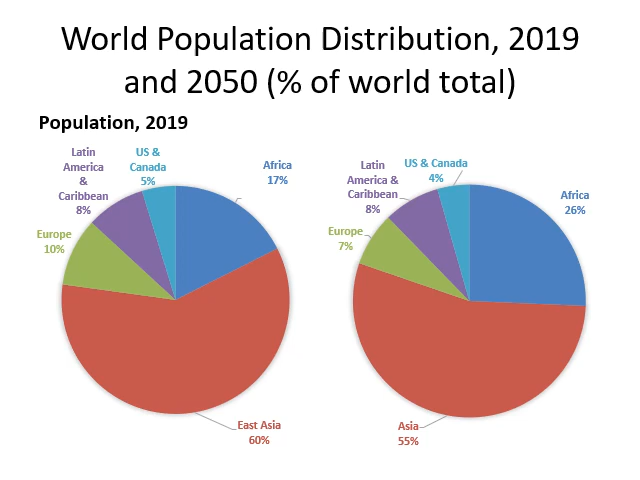 World Population Distribution, 2019
and 2050 (% of world total)
Population, 2019
Latin
America
&
Caribbean
8%
US &
Canada
5%
Africa
17%
Europe
10%
East Asia
60%
Latin
America &
Caribbean
8%
US & Canada
4%
Africa
26%
Europe
7%
Asia
55%